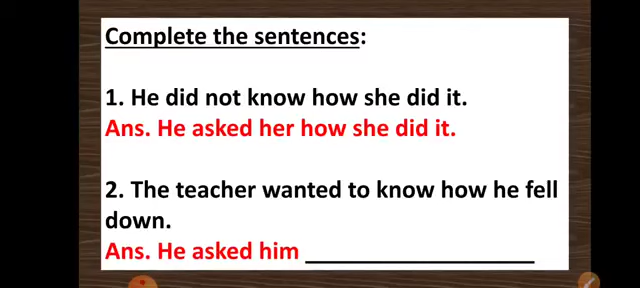 Complete the sentences:
1. He did not know how she did it.
Ans. He asked her how she did it.
2. The teacher wanted to know how he fell
down.
Ans. He asked him ____________________